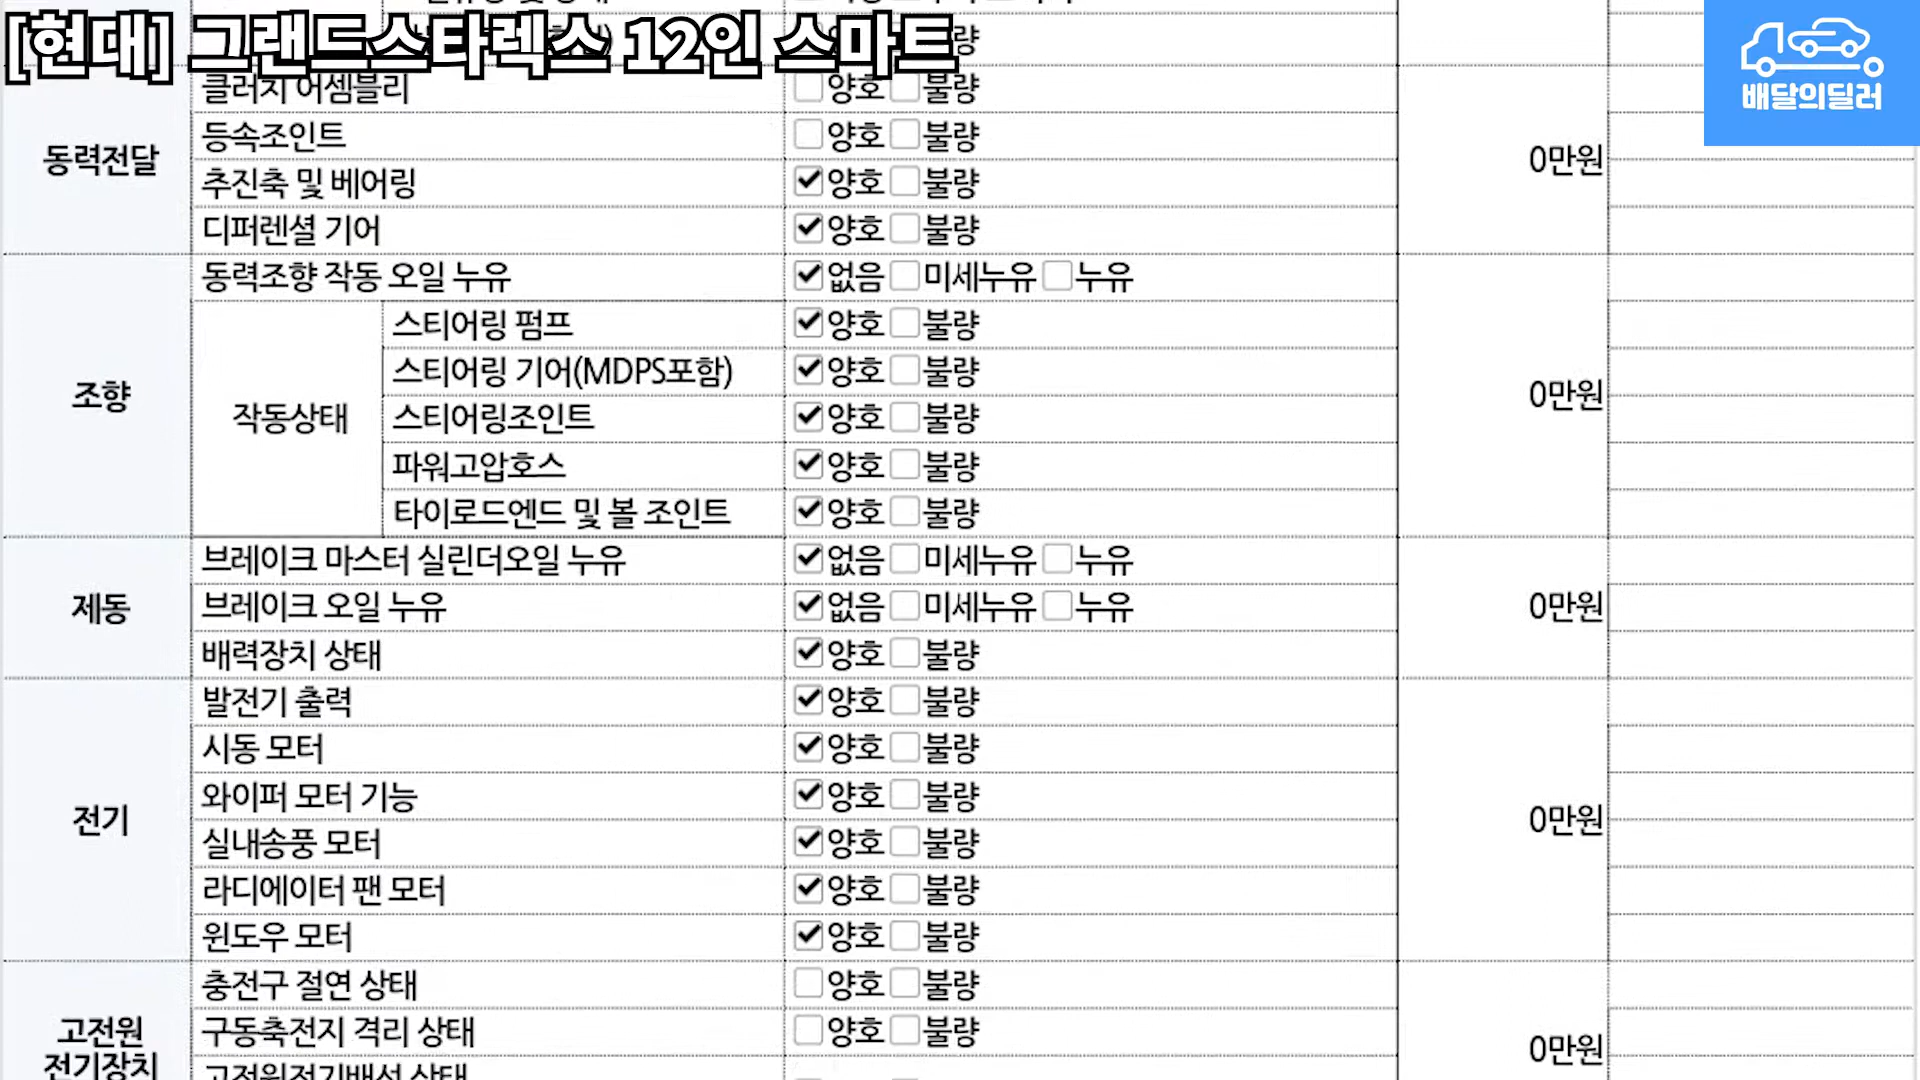 [현대] 그랜드스타렉스 12인 스마트
배달의딜러
클러치 어셈블리 양호 불량
동력전달
등속조인트 양호 불량
0만원
추진축 및 베어링 양호 불량
디퍼렌셜 기어 양호 불량
동력조향 작동 오일 누유 없음 미세누유 누유
조향
작동상태
스티어링 펌프 양호 불량
스티어링 기어(MDPS포함) 양호 불량
0만원
스티어링조인트 양호 불량
파워고압호스 양호 불량
타이로드엔드 및 볼 조인트 양호 불량
제동
브레이크 마스터 실린더오일 누유 없음 미세누유 누유
브레이크 오일 누유 없음 미세누유 누유
0만원
배력장치 상태 양호 불량
전기
발전기 출력 양호 불량
시동 모터 양호 불량
와이퍼 모터 기능 양호 불량
0만원
실내송풍 모터 양호 불량
라디에이터 팬 모터 양호 불량
윈도우 모터 양호 불량
고전원
전기장치
충전구 절연 상태 양호 불량
구동축전지 격리 상태 양호 불량
0만원
고전원전기배선 상태